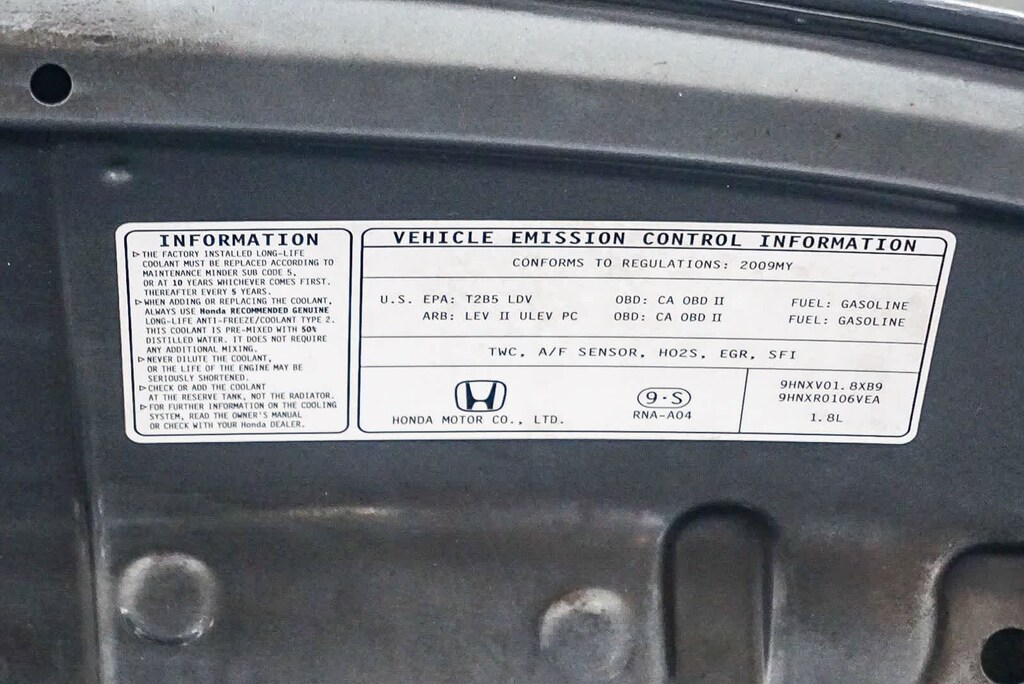 INFORMATION
▷THE FACTORY INSTALLED LONG-LIFE
COOLANT MUST BE REPLACED ACCORDING TO
MAINTENANCE MINDER SUB CODE 5,
OR AT 10 YEARS WHICHEVER COMES FIRST.
THEREAFTER EVERY 5 YEARS.
▷WHEN ADDING OR REPLACING THE COOLANT,
ALWAYS USE Honda RECOMMENDED GENUINE
LONG-LIFE ANTI-FREEZE/COOLANT TYPE 2.
THIS COOLANT IS PRE-MIXED WITH 50%
DISTILLED WATER. IT DOES NOT REQUIRE
ANY ADDITIONAL MIXING.
▷NEVER DILUTE THE COOLANT,
OR THE LIFE OF THE ENGINE MAY BE
SERIOUSLY SHORTENED.
▷CHECK OR ADD THE COOLANT
AT THE RESERVE TANK, NOT THE RADIATOR.
▷FOR FURTHER INFORMATION ON THE COOLING
SYSTEM, READ THE OWNER'S MANUAL
OR CHECK WITH YOUR Honda DEALER.
VEHICLE EMISSION CONTROL INFORMATION
CONFORMS TO REGULATIONS: 2009MY
U.S. EPA: T2B5 LDV OBD: CA OBD II FUEL: GASOLINE
ARB: LEV II ULEV PC OBD: CA OBD II FUEL: GASOLINE
TWC, A/F SENSOR, HO2S, EGR, SFI
HONDA MOTOR CO., LTD.
9·S
RNA-A04
9HNXV01.8XB9
9HNXR0106VEA
1.8L